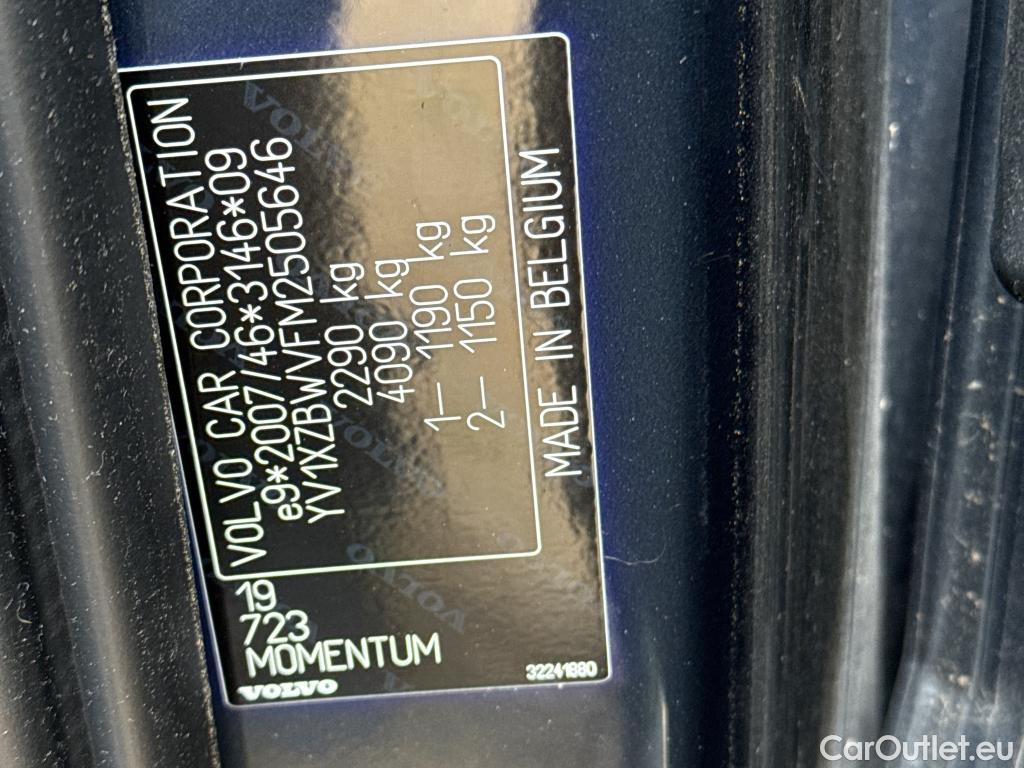 VOLVO CAR CORPORATION
e9*2007/46*3146*09
YV1XZBWVFM2505646
2290 kg
4090 kg
1– 1190 kg
2– 1150 kg
MADE IN BELGIUM
19
723
MOMENTUM
VOLVO
32241880
CarOutlet.eu